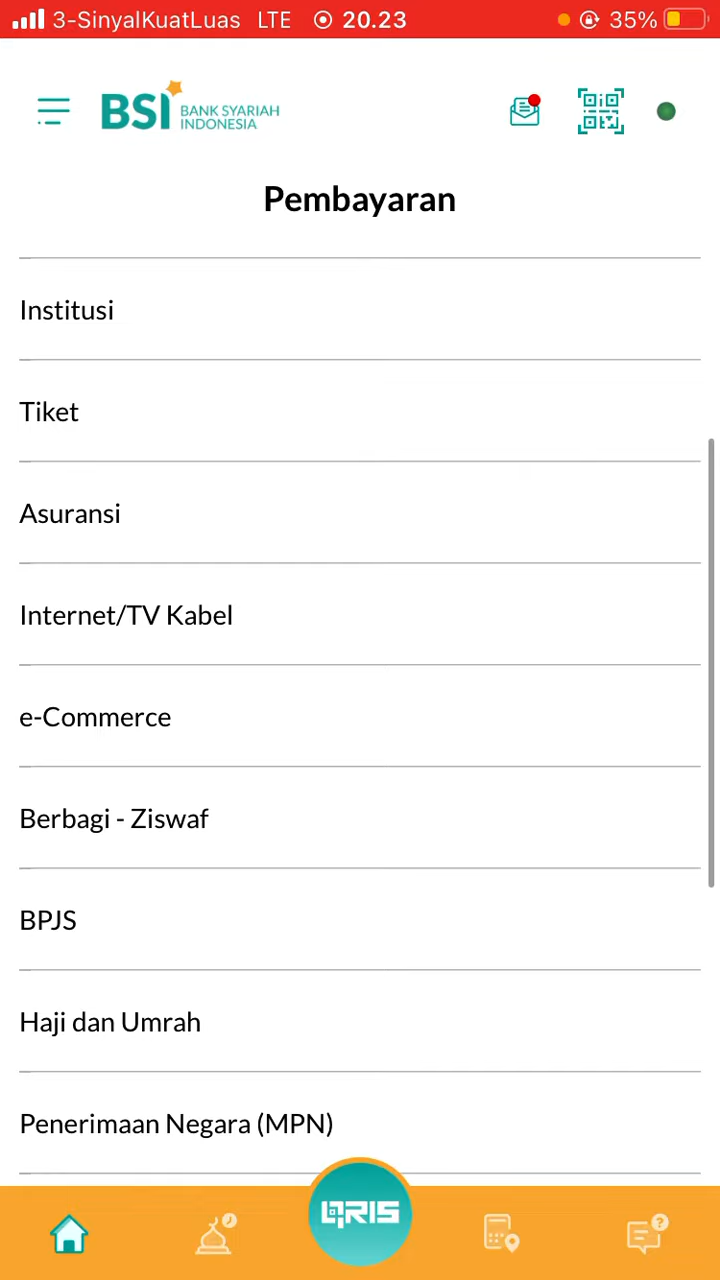 3-SinyalKuatLuas LTE 20.23 35%
BSI BANK SYARIAH
INDONESIA
Pembayaran
Institusi
Tiket
Asuransi
Internet/TV Kabel
e-Commerce
Berbagi - Ziswaf
BPJS
Haji dan Umrah
Penerimaan Negara (MPN)
QRIS
?